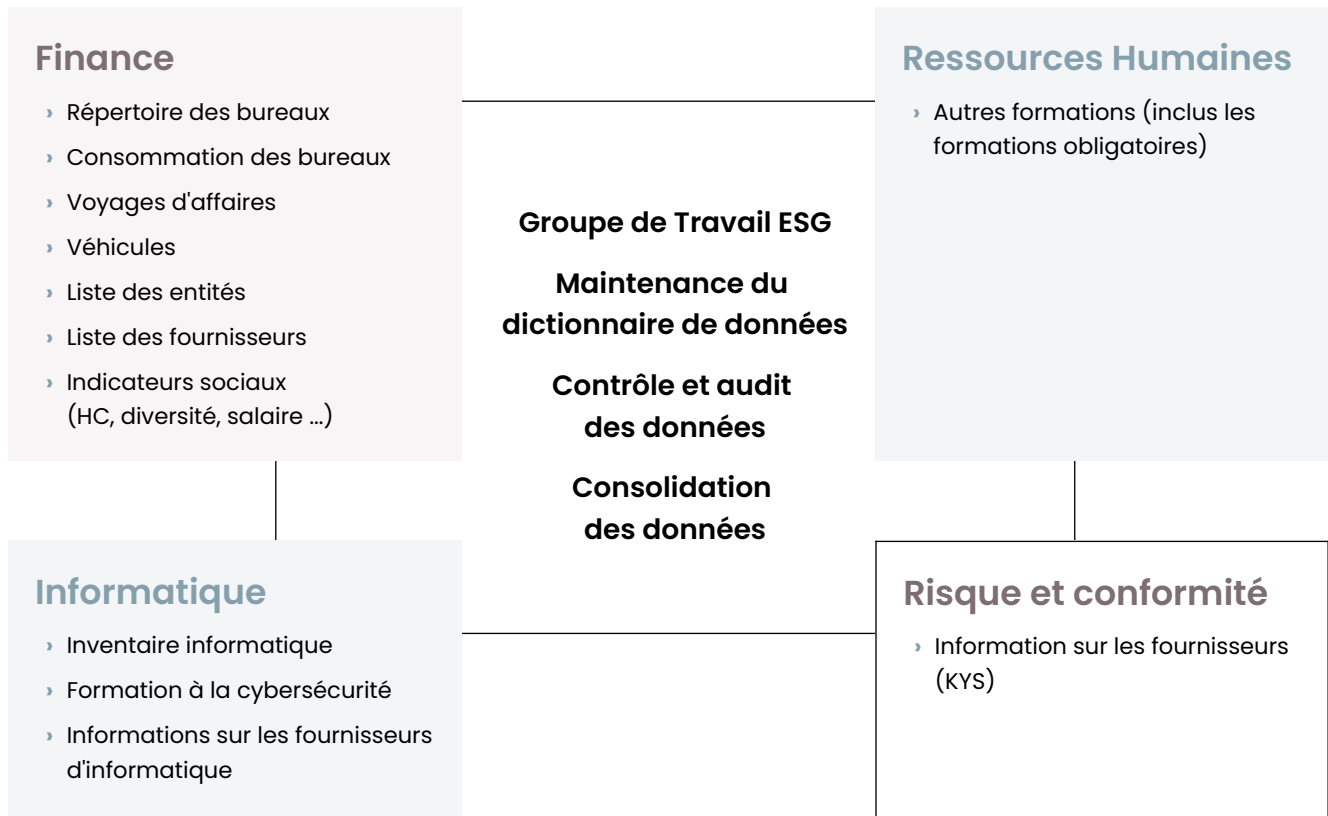 Finance
› Répertoire des bureaux
› Consommation des bureaux
› Voyages d'affaires
› Véhicules
› Liste des entités
› Liste des fournisseurs
› Indicateurs sociaux
(HC, diversité, salaire ...)
Groupe de Travail ESG
Maintenance du
dictionnaire de données
Contrôle et audit
des données
Consolidation
des données
Ressources Humaines
› Autres formations (inclus les
formations obligatoires)
Informatique
› Inventaire informatique
› Formation à la cybersécurité
› Informations sur les fournisseurs
d'informatique
Risque et conformité
› Information sur les fournisseurs
(KYS)